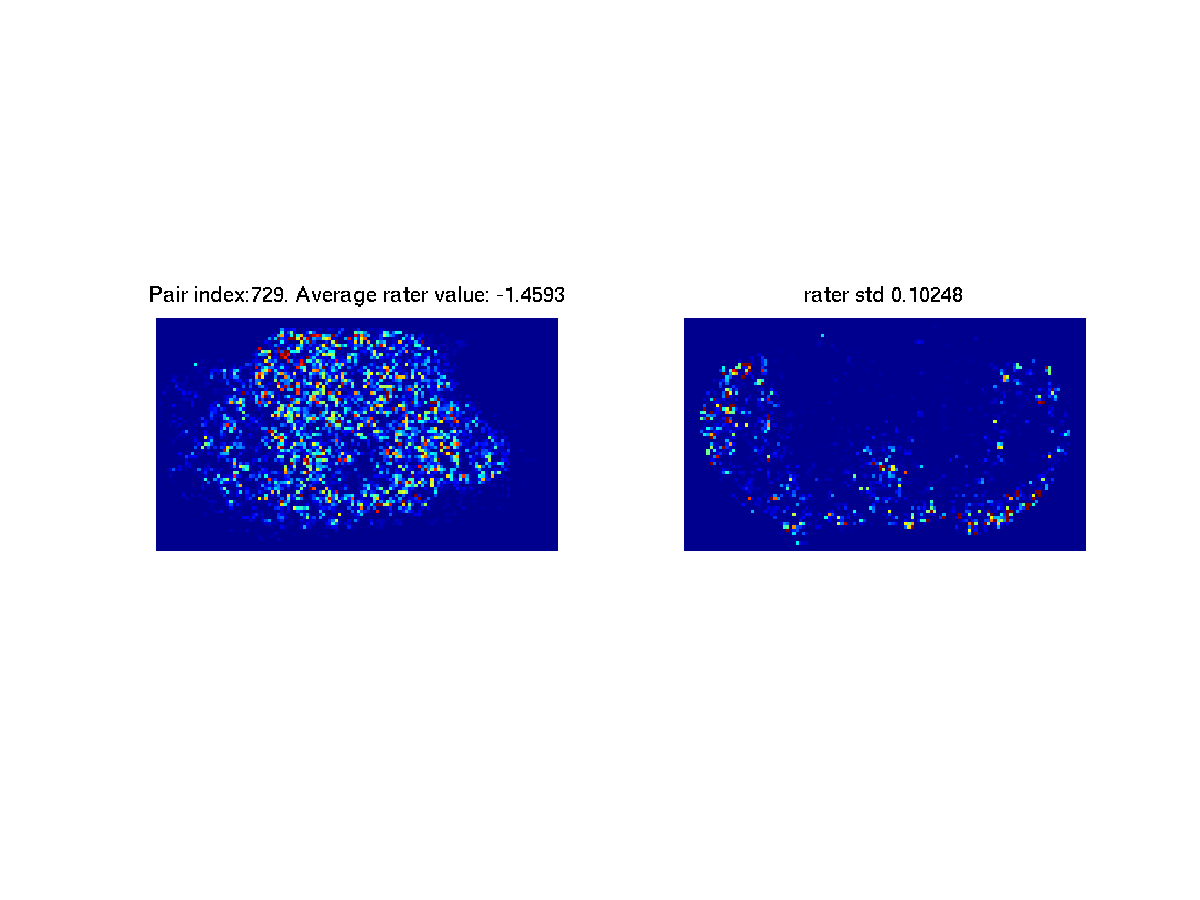 Pair index:729. Average rater value: -1.4593
rater std 0.10248